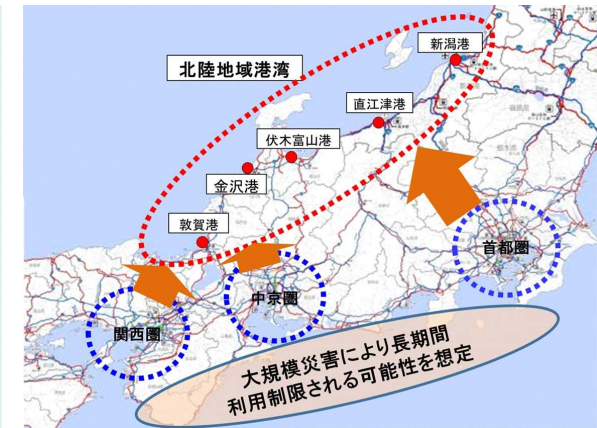 新潟港
北陸地域港湾
直江津港
伏木富山港
金沢港
敦賀港
首都圏
中京圏
関西圏
大規模災害により長期間
利用制限される可能性を想定